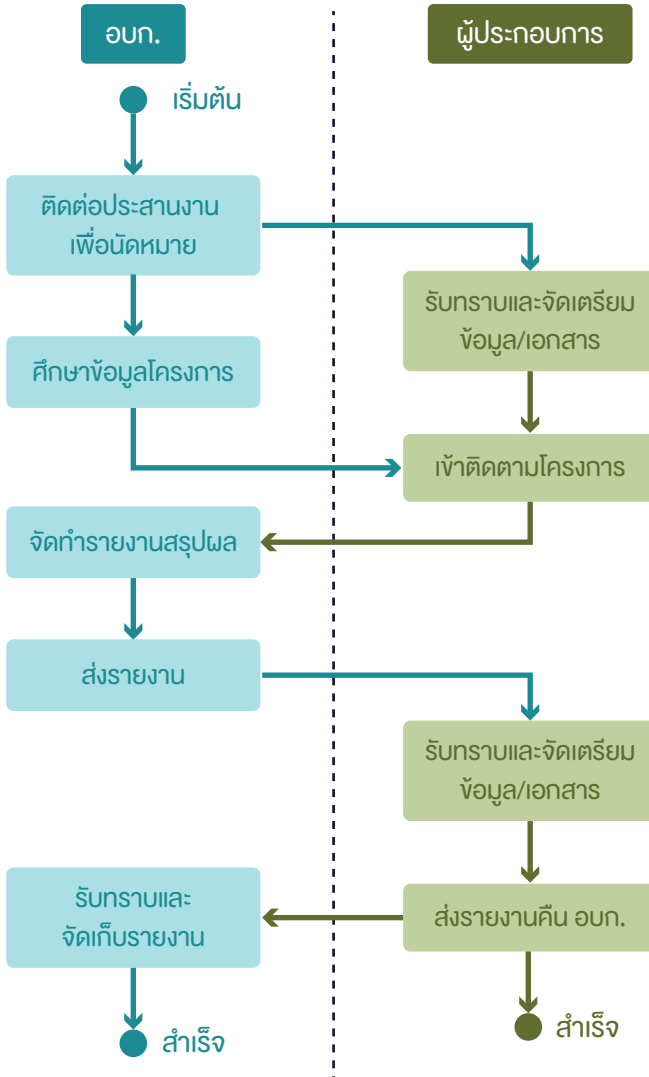 อบก.
ผู้ประกอบการ
เริ่มต้น
ติดต่อประสานงาน
เพื่อนัดหมาย
รับทราบและจัดเตรียม
ข้อมูล/เอกสาร
ศึกษาข้อมูลโครงการ
เข้าติดตามโครงการ
จัดทำรายงานสรุปผล
ส่งรายงาน
รับทราบและจัดเตรียม
ข้อมูล/เอกสาร
รับทราบและ
จัดเก็บรายงาน
ส่งรายงานคืน อบก.
สำเร็จ
สำเร็จ